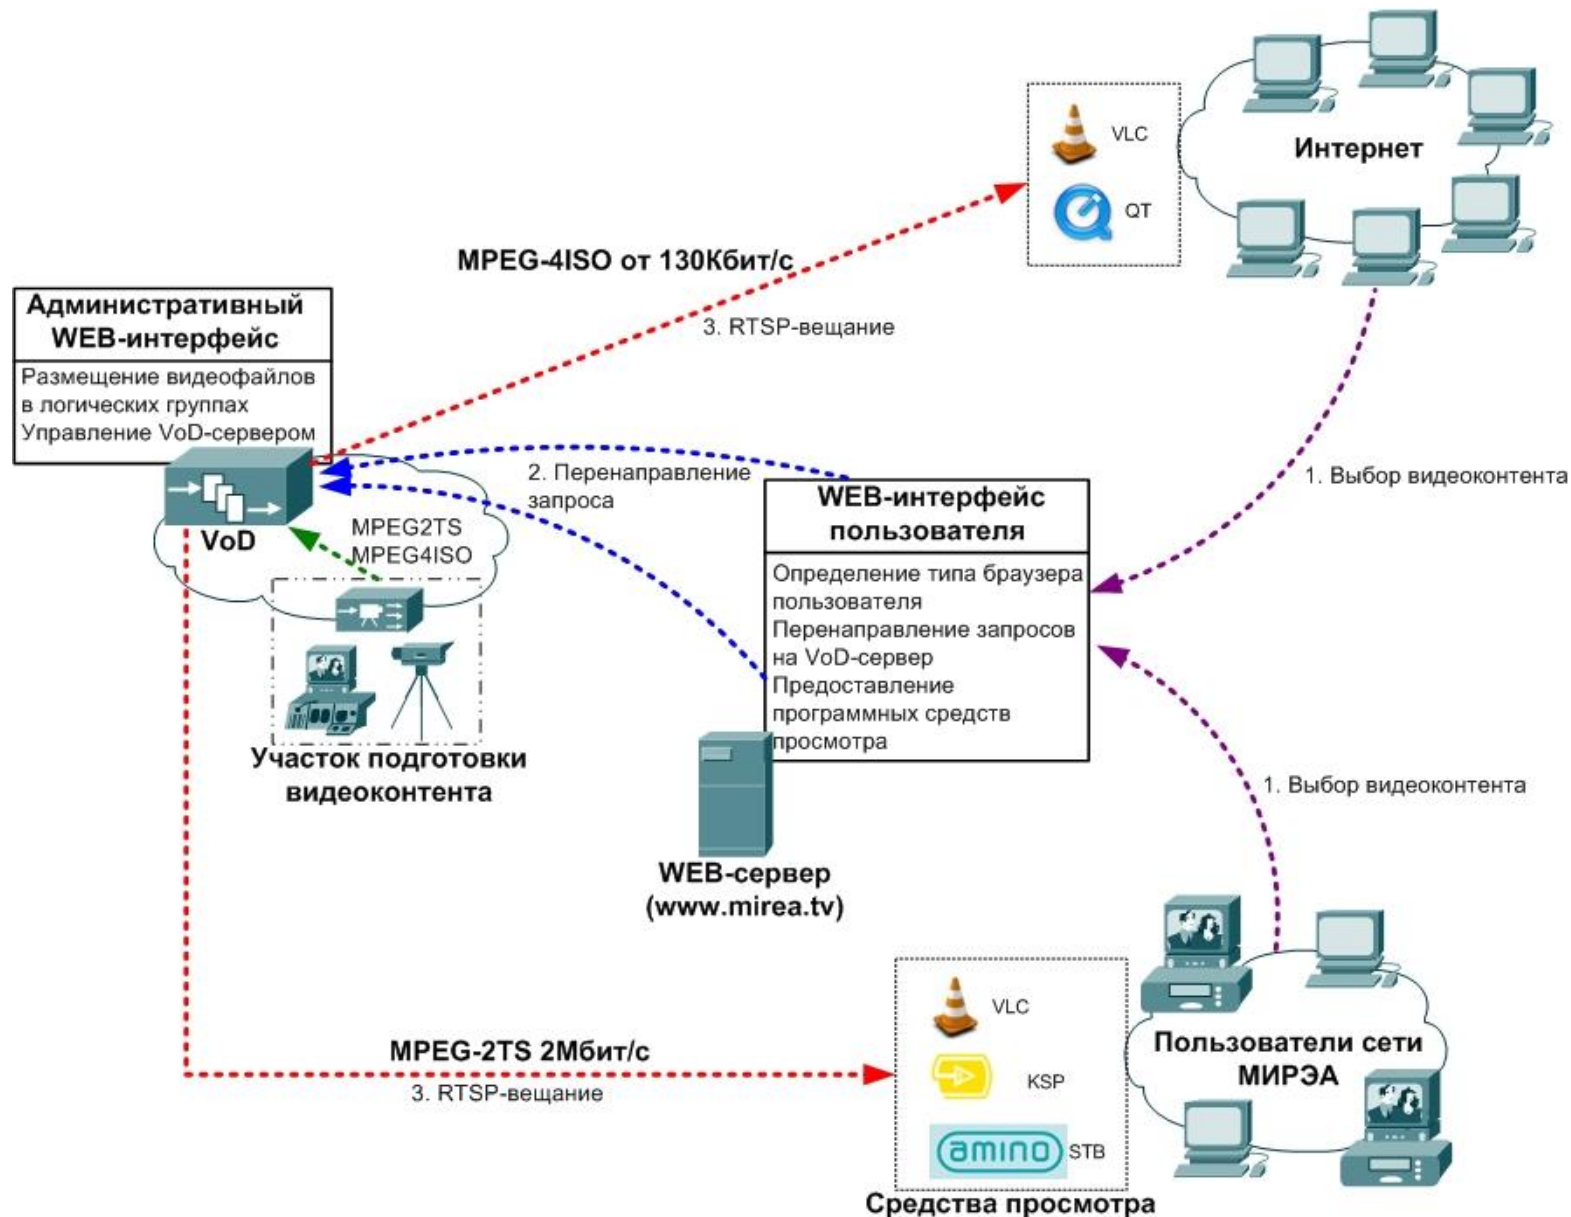 VLC
QT
Интернет
MPEG-4ISO от 130Кбит/с
3. RTSP-вещание
Административный
WEB-интерфейс
Размещение видеофайлов
в логических группах
Управление VoD-сервером
VoD
MPEG2TS
MPEG4ISO
2. Перенаправление
запроса
Участок подготовки
видеоконтента
WEB-интерфейс
пользователя
Определение типа браузера
пользователя
Перенаправление запросов
на VoD-сервер
Предоставление
программных средств
просмотра
1. Выбор видеоконтента
1. Выбор видеоконтента
WEB-сервер
(www.mirea.tv)
MPEG-2TS 2Мбит/с
3. RTSP-вещание
VLC
KSP
amino
STB
Средства просмотра
Пользователи сети
МИРЭА